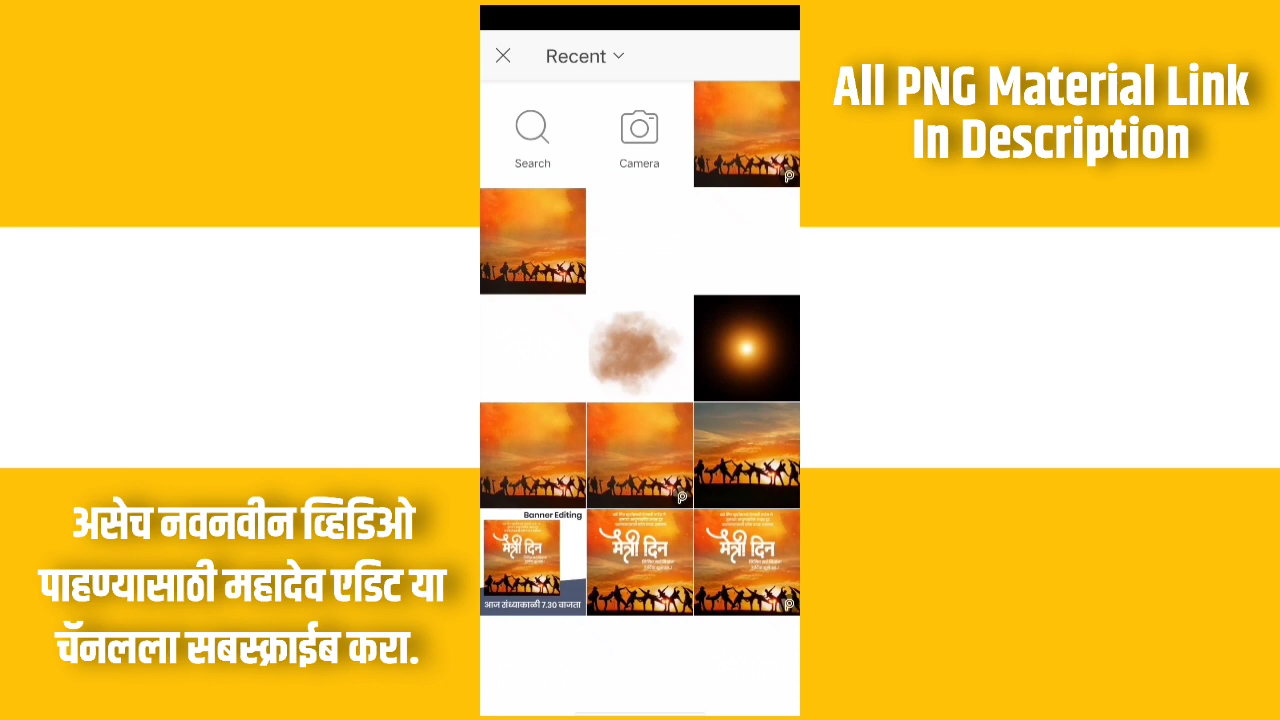 Recent
Search
Camera
All PNG Material Link
In Description
Banner Editing
मैत्री दिन
मैत्री दिन
मैत्री दिन
आज संध्याकाळी 7.30 वाजता
असेच नवनवीन व्हिडिओ
पाहण्यासाठी महादेव एडिट या
चॅनलला सबस्क्राईब करा.